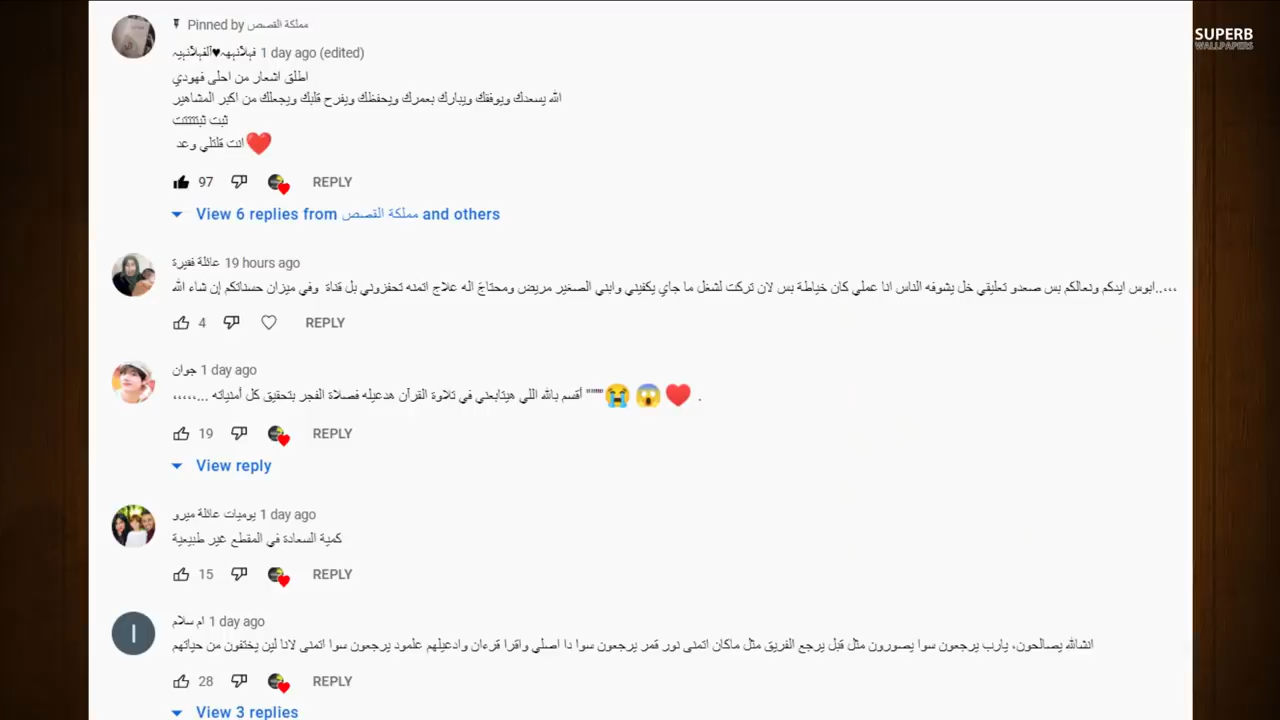 SUPERB
WALLPAPERS
Pinned by مملكة القصص
فہلآنہهہ♥آلفہلآنہيہ 1 day ago (edited)
اطلق اشعار من احلى فهودي
الله يسعدك ويوفقك ويبارك بعمرك ويحفظك ويفرح قلبك ويجعلك من اكبر المشاهير
ثبت ثبتتتتت
انت قلتلي وعد ❤️
97 REPLY
View 6 replies from مملكة القصص and others
عائلة فقيرة 19 hours ago
،،،..ابوس ايدكم ونعالكم بس صعدو تعليقي خل يشوفه الناس انا عملي كان خياطة بس لان تركت لشغل ما جاي يكفيني وابني الصغير مريض ومحتاجَ اله علاج اتمنه تحفزوني بل قناة وفي ميزان حسناتكم إن شاء الله
4 REPLY
جوان 1 day ago
. ❤️😱😭""""" أقسم بالله اللي هيتابعني في تلاوة القرآن هدعيله فصلاة الفجر بتحقيق كل أمنياته ...،،،،،
19 REPLY
View reply
يوميات عائلة ميرو 1 day ago
كمية السعادة في المقطع غير طبيعية
15 REPLY
I
ام سلام 1 day ago
انشالله يصالحون، يارب يرجعون سوا يصورون مثل قبل يرجع الفريق مثل ماكان اتمنى نور قمر يرجعون سوا دا اصلي واقرا قرءان وادعيلهم علمود يرجعون سوا اتمنى لانا لين يختفون من حياتهم
28 REPLY
View 3 replies